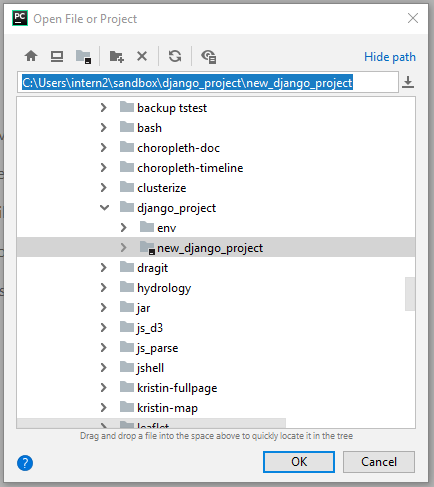 PC Open File or Project
Hide path
C:\Users\intern2\sandbox\django_project\new_django_project
backup tstest
bash
choropleth-doc
choropleth-timeline
clusterize
django_project
env
new_django_project
dragit
hydrology
jar
js_d3
js_parse
jshell
kristin-fullpage
kristin-map
leaflet
Drag and drop a file into the space above to quickly locate it in the tree
?
OK
Cancel